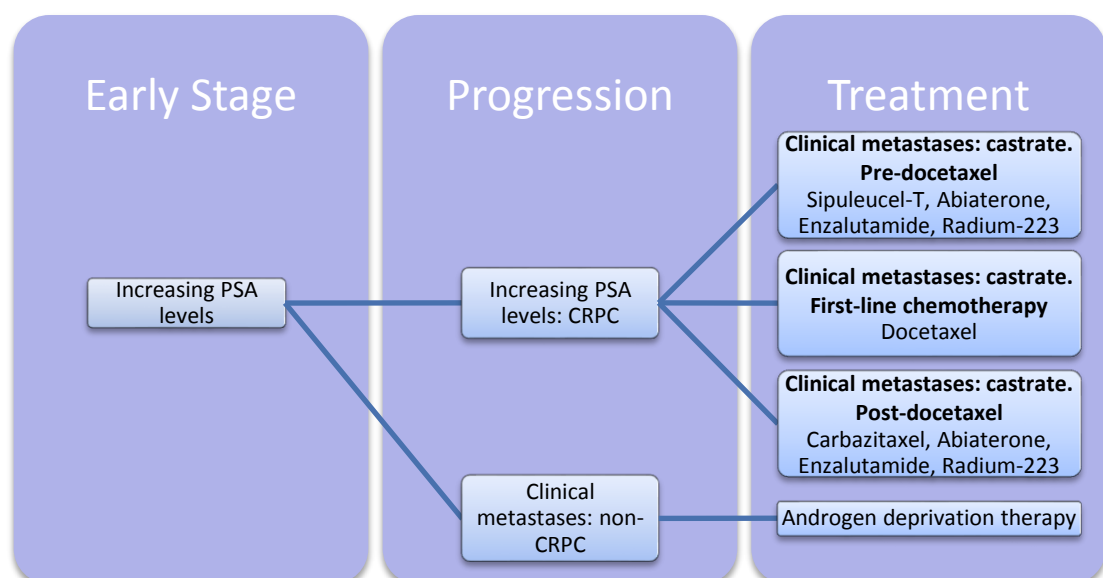 Early Stage
Progression
Treatment
Increasing PSA
levels
Increasing PSA
levels: CRPC
Clinical
metastases: non-
CRPC
Clinical metastases: castrate.
Pre-docetaxel
Sipuleucel-T, Abiaterone,
Enzalutamide, Radium-223
Clinical metastases: castrate.
First-line chemotherapy
Docetaxel
Clinical metastases: castrate.
Post-docetaxel
Carbazitaxel, Abiaterone,
Enzalutamide, Radium-223
Androgen deprivation therapy